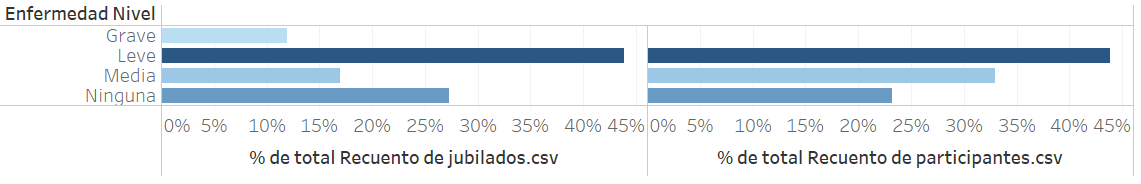 Enfermedad Nivel
Grave
Leve
Media
Ninguna
0% 5% 10% 15% 20% 25% 30% 35% 40% 45% 0% 5% 10% 15% 20% 25% 30% 35% 40% 45%
% de total Recuento de jubilados.csv % de total Recuento de participantes.csv